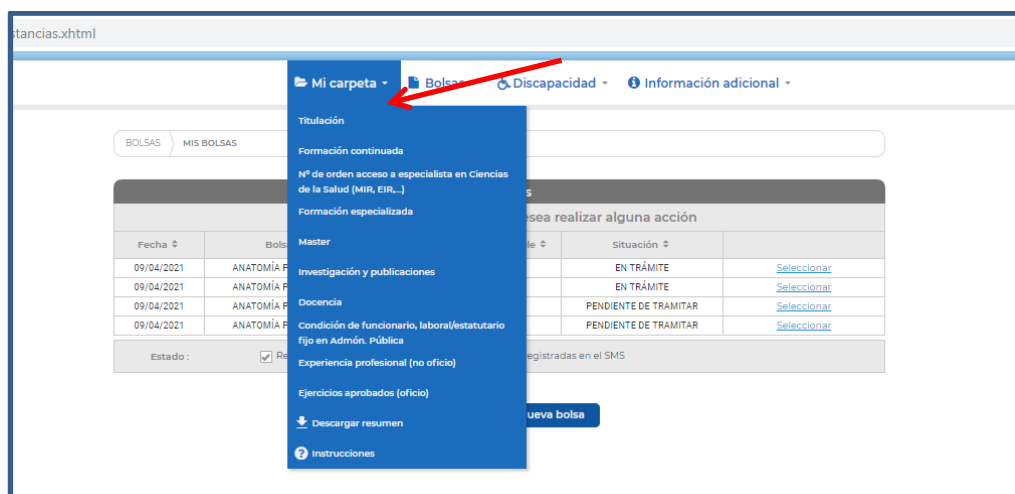 stancias.xhtml
Mi carpeta Bolsas Discapacidad Información adicional
Titulación
Formación continuada
Nº de orden acceso a especialista en Ciencias
de la Salud (MIR, EIR,...)
Formación especializada
Master
Investigación y publicaciones
Docencia
Condición de funcionario, laboral/estatutario
fijo en Admón. Pública
Experiencia profesional (no oficio)
Ejercicios aprobados (oficio)
Descargar resumen
Instrucciones
BOLSAS MIS BOLSAS
s
sea realizar alguna acción
Fecha Bols le Situación
09/04/2021 ANATOMÍA P EN TRÁMITE Seleccionar
09/04/2021 ANATOMÍA P EN TRÁMITE Seleccionar
09/04/2021 ANATOMÍA P PENDIENTE DE TRAMITAR Seleccionar
09/04/2021 ANATOMÍA P PENDIENTE DE TRAMITAR Seleccionar
Estado : Re egistradas en el SMS
ueva bolsa